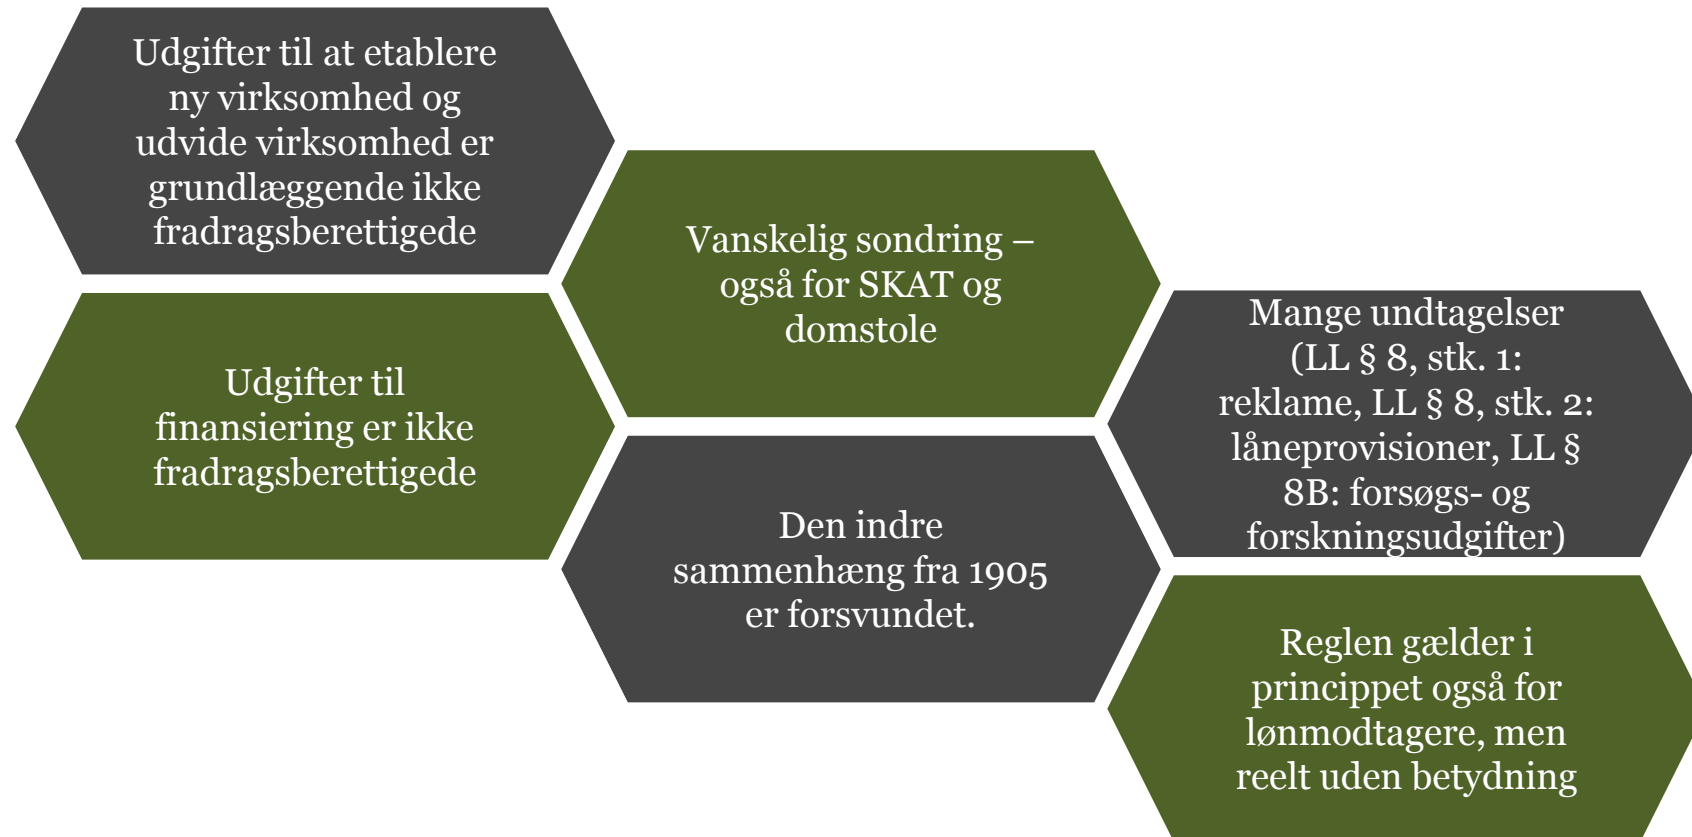 Udgifter til at etablere
ny virksomhed og
udvide virksomhed er
grundlæggende ikke
fradragsberettigede
Udgifter til
finansiering er ikke
fradragsberettigede
Vanskelig sondring –
også for SKAT og
domstole
Den indre
sammenhæng fra 1905
er forsvundet.
Mange undtagelser
(LL § 8, stk. 1:
reklame, LL § 8, stk. 2:
låneprovisioner, LL §
8B: forsøgs- og
forskningsudgifter)
Reglen gælder i
princippet også for
lønmodtagere, men
reelt uden betydning